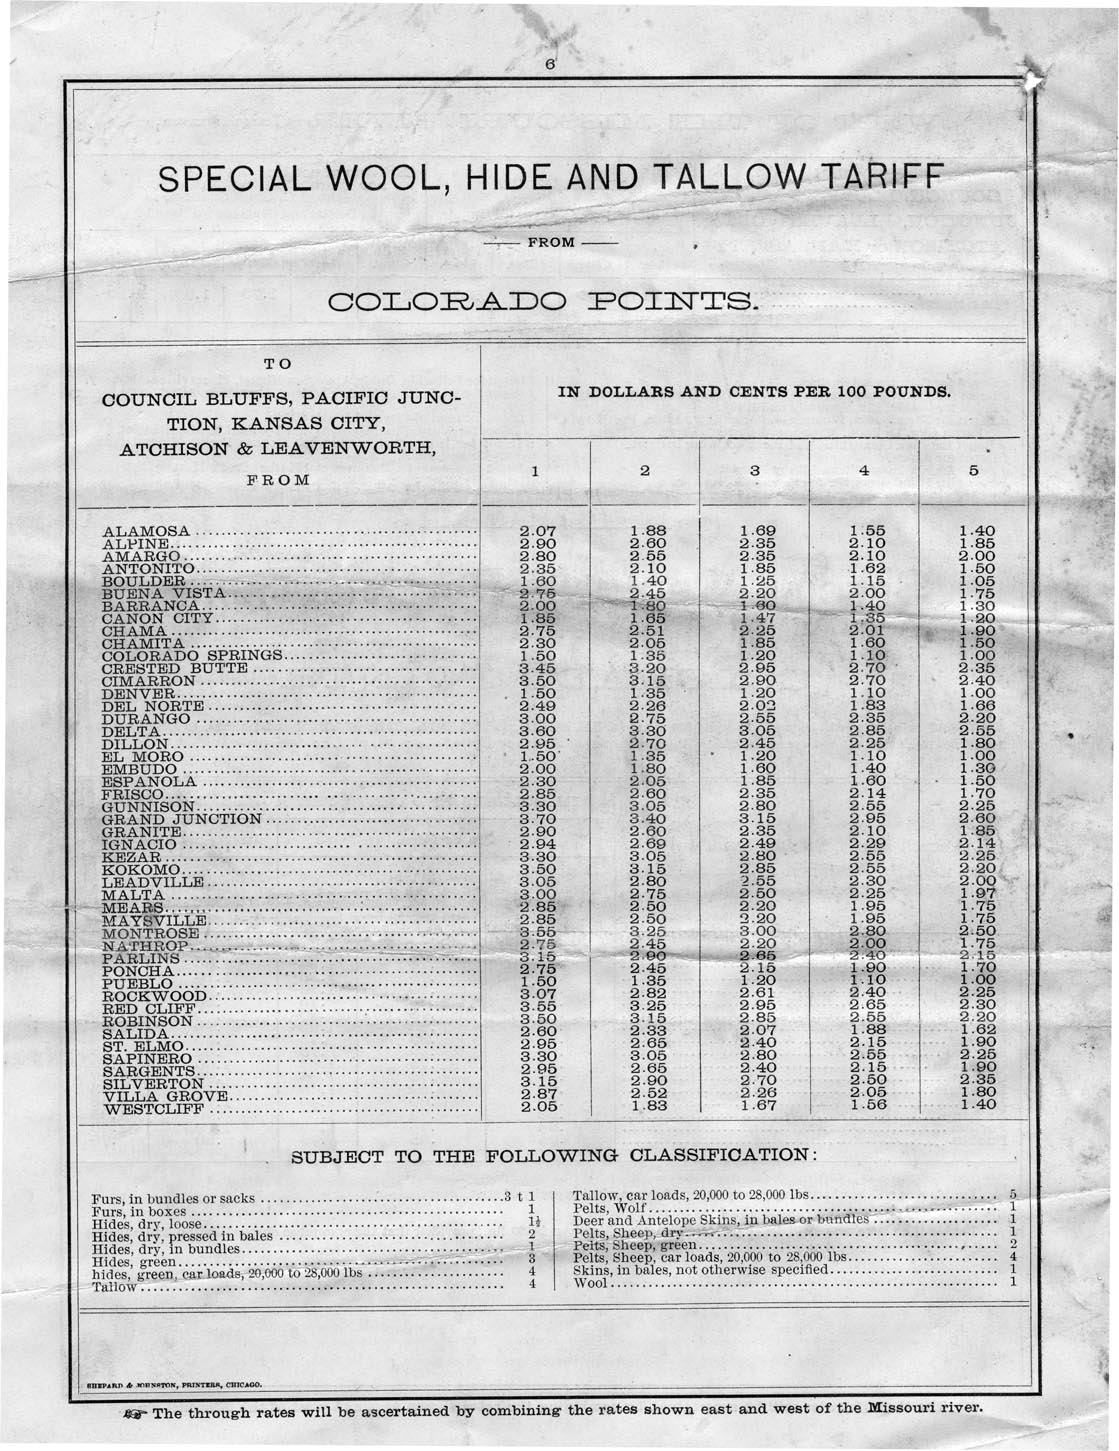 6
SPECIAL WOOL, HIDE AND TALLOW TARIFF
FROM
COLORADO POINTS.
TO
COUNCIL BLUFFS, PACIFIC JUNC-
TION, KANSAS CITY,
ATCHISON & LEAVENWORTH,
FROM
IN DOLLARS AND CENTS PER 100 POUNDS.
1 2 3 4 5
ALAMOSA 2.07 1.88 1.69 1.55 1.40
ALPINE 2.90 2.60 2.35 2.10 1.85
AMARGO 2.80 2.55 2.35 2.10 2.00
ANTONITO 2.35 2.10 1.85 1.62 1.50
BOULDER 1.60 1.40 1.25 1.15 1.05
BUENA VISTA 2.75 2.45 2.20 2.00 1.75
BARRANCA 2.00 1.80 1.60 1.40 1.30
CANON CITY 1.85 1.65 1.47 1.35 1.20
CHAMA 2.75 2.51 2.25 2.01 1.90
CHAMITA 2.30 2.05 1.85 1.60 1.50
COLORADO SPRINGS 1.50 1.35 1.20 1.10 1.00
CRESTED BUTTE 3.45 3.20 2.95 2.70 2.35
CIMARRON 3.50 3.15 2.90 2.70 2.40
DENVER 1.50 1.35 1.20 1.10 1.00
DEL NORTE 2.49 2.26 2.02 1.83 1.66
DURANGO 3.00 2.75 2.55 2.35 2.20
DELTA 3.60 3.30 3.05 2.85 2.55
DILLON 2.95 2.70 2.45 2.25 1.80
EL MORO 1.50 1.35 1.20 1.10 1.00
EMBUDO 2.00 1.80 1.60 1.40 1.30
ESPANOLA 2.30 2.05 1.85 1.60 1.50
FRISCO 2.85 2.60 2.35 2.14 1.70
GUNNISON 3.30 3.05 2.80 2.55 2.25
GRAND JUNCTION 3.70 3.40 3.15 2.95 2.60
GRANITE 2.90 2.60 2.35 2.10 1.85
IGNACIO 2.94 2.69 2.49 2.29 2.14
KEZAR 3.30 3.05 2.80 2.55 2.25
KOKOMO 3.50 3.15 2.85 2.55 2.20
LEADVILLE 3.05 2.80 2.55 2.30 2.00
MALTA 3.00 2.75 2.50 2.25 1.97
MEARS 2.85 2.50 2.20 1.95 1.75
MAYSVILLE 2.85 2.50 2.20 1.95 1.75
MONTROSE 3.55 3.25 3.00 2.80 2.50
NATHROP 2.75 2.45 2.20 2.00 1.75
PARLINS 3.15 2.90 2.65 2.40 2.15
PONCHA 2.75 2.45 2.15 1.90 1.70
PUEBLO 1.50 1.35 1.20 1.10 1.00
ROCKWOOD 3.07 2.82 2.61 2.40 2.25
RED CLIFF 3.55 3.25 2.95 2.65 2.30
ROBINSON 3.50 3.15 2.85 2.55 2.20
SALIDA 2.60 2.33 2.07 1.88 1.62
ST. ELMO 2.95 2.65 2.40 2.15 1.90
SAPINERO 3.30 3.05 2.80 2.55 2.25
SARGENTS 2.95 2.65 2.40 2.15 1.90
SILVERTON 3.15 2.90 2.70 2.50 2.35
VILLA GROVE 2.87 2.52 2.26 2.05 1.80
WESTCLIFF 2.05 1.83 1.67 1.56 1.40
SUBJECT TO THE FOLLOWING CLASSIFICATION:
Furs, in bundles or sacks 3 t 1
Furs, in boxes 1
Hides, dry, loose 1½
Hides, dry, pressed in bales 2
Hides, dry, in bundles 1
Hides, green 3
hides, green, car loads, 20,000 to 28,000 lbs 4
Tallow 4
Tallow, car loads, 20,000 to 28,000 lbs 5
Pelts, Wolf 1
Deer and Antelope Skins, in bales or bundles 1
Pelts, Sheep, dry 1
Pelts, Sheep, green 2
Pelts, Sheep, car loads, 20,000 to 28,000 lbs 4
Skins, in bales, not otherwise specified 1
Wool 1
SHEPARD & JOHNSTON, PRINTERS, CHICAGO.
☞ The through rates will be ascertained by combining the rates shown east and west of the Missouri river.